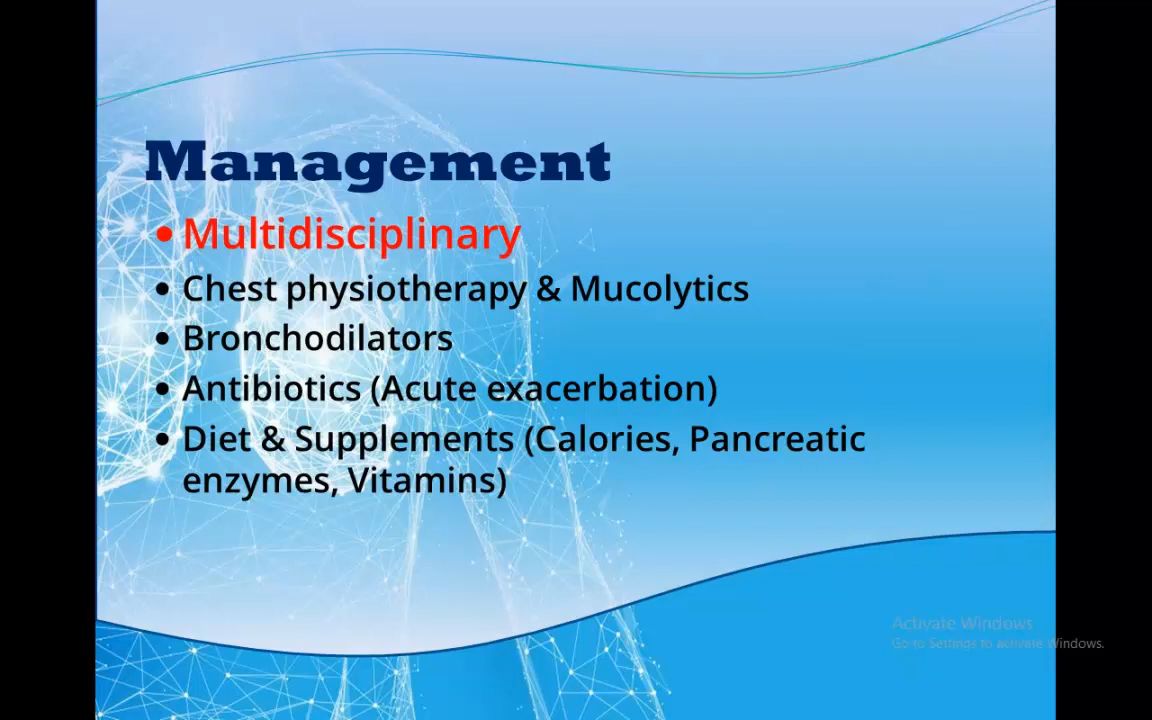 Management
• Multidisciplinary
• Chest physiotherapy & Mucolytics
• Bronchodilators
• Antibiotics (Acute exacerbation)
• Diet & Supplements (Calories, Pancreatic
enzymes, Vitamins)
Activate Windows
Go to Settings to activate Windows.